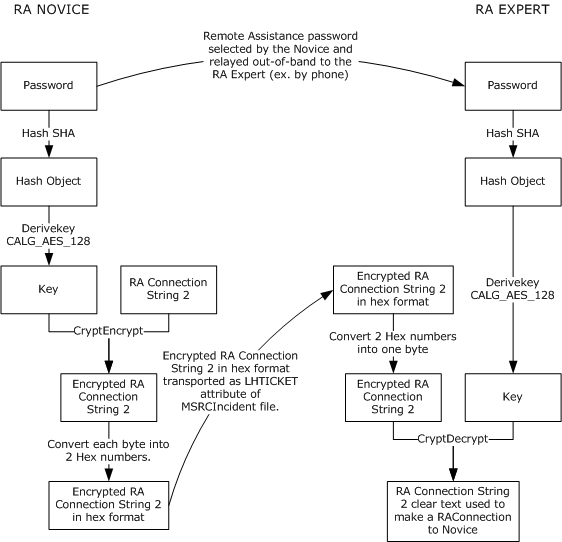 RA NOVICE
RA EXPERT
Remote Assistance password
selected by the Novice and
relayed out-of-band to the
RA Expert (ex. by phone)
Password
Password
Hash SHA
Hash SHA
Hash Object
Hash Object
Derivekey
CALG_AES_128
Key
RA Connection
String 2
CryptEncrypt
Encrypted RA
Connection
String 2
Convert each byte into
2 Hex numbers.
Encrypted RA
Connection String 2
in hex format
Encrypted RA Connection
String 2 in hex format
transported as LHTICKET
attribute of
MSRCIncident file.
Encrypted RA
Connection String 2
in hex format
Convert 2 Hex numbers
into one byte
Derivekey
CALG_AES_128
Encrypted RA
Connection
String 2
Key
CryptDecrypt
RA Connection String
2 clear text used to
make a RAConnection
to Novice